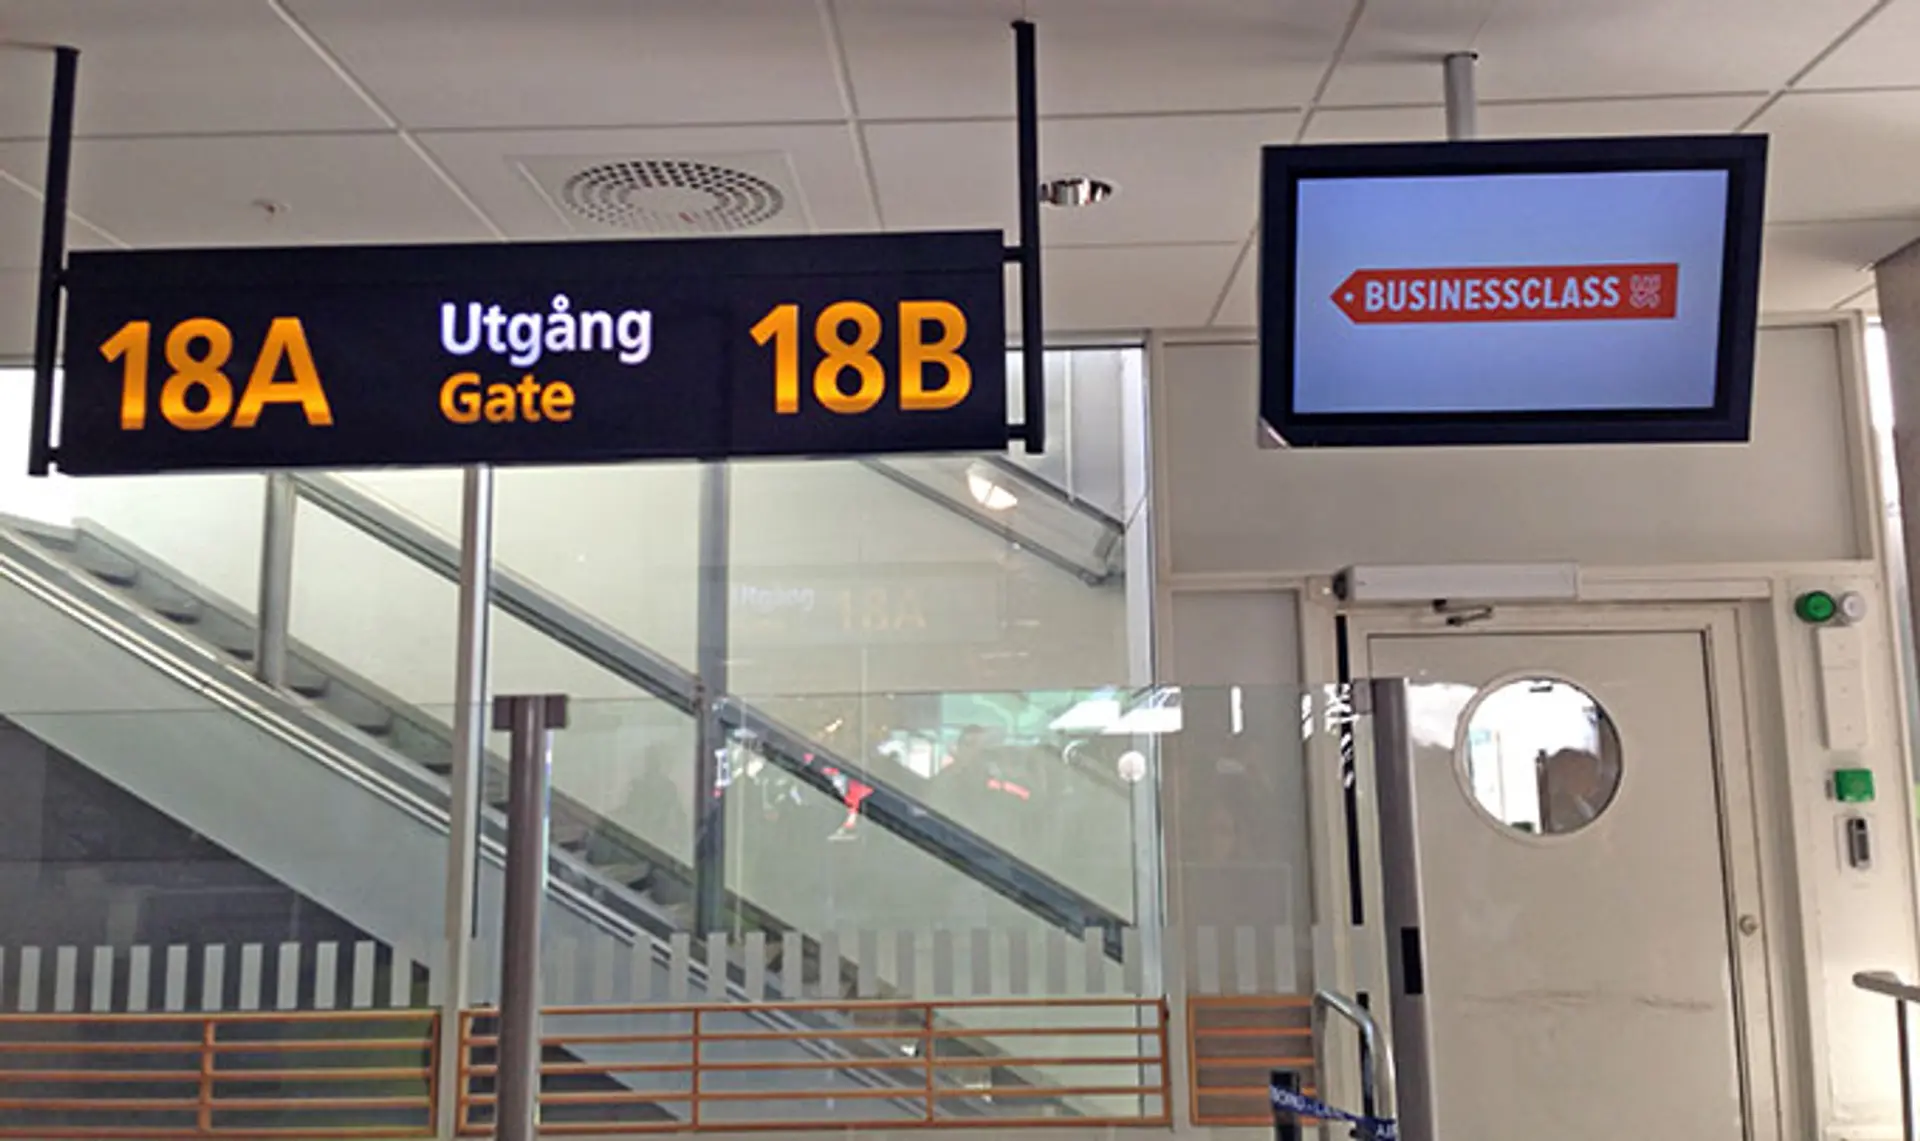 18A
Utgång
Gate
18B
BUSINESSCLASS
Utgång
18A